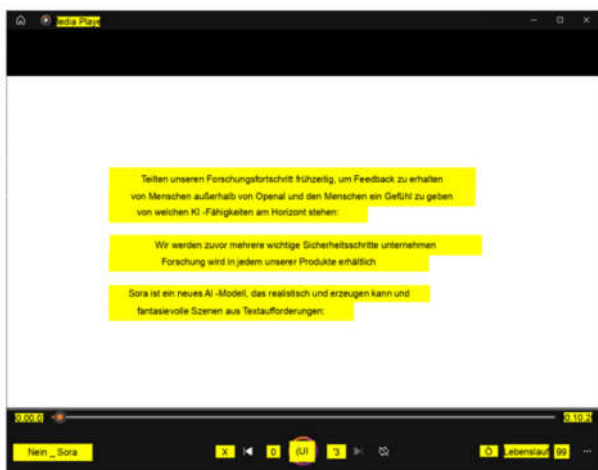 Media Playe
Teilten unseren Forschungsfortschritt frühzeitig, um Feedback zu erhalten
von Menschen außerhalb von Openal und den Menschen ein Gefühl zu geben
von welchen KI -Fähigkeiten am Horizont stehen:
Wir werden zuvor mehrere wichtige Sicherheitsschritte unternehmen
Forschung wird in jedem unserer Produkte erhältlich
Sora ist ein neues Al -Modell, das realistisch und erzeugen kann und
fantasievolle Szenen aus Textaufforderungen:
0.00.0
0.10.2
Nein _ Sora
X
0
(UI
'3
O
Lebenslauf
99